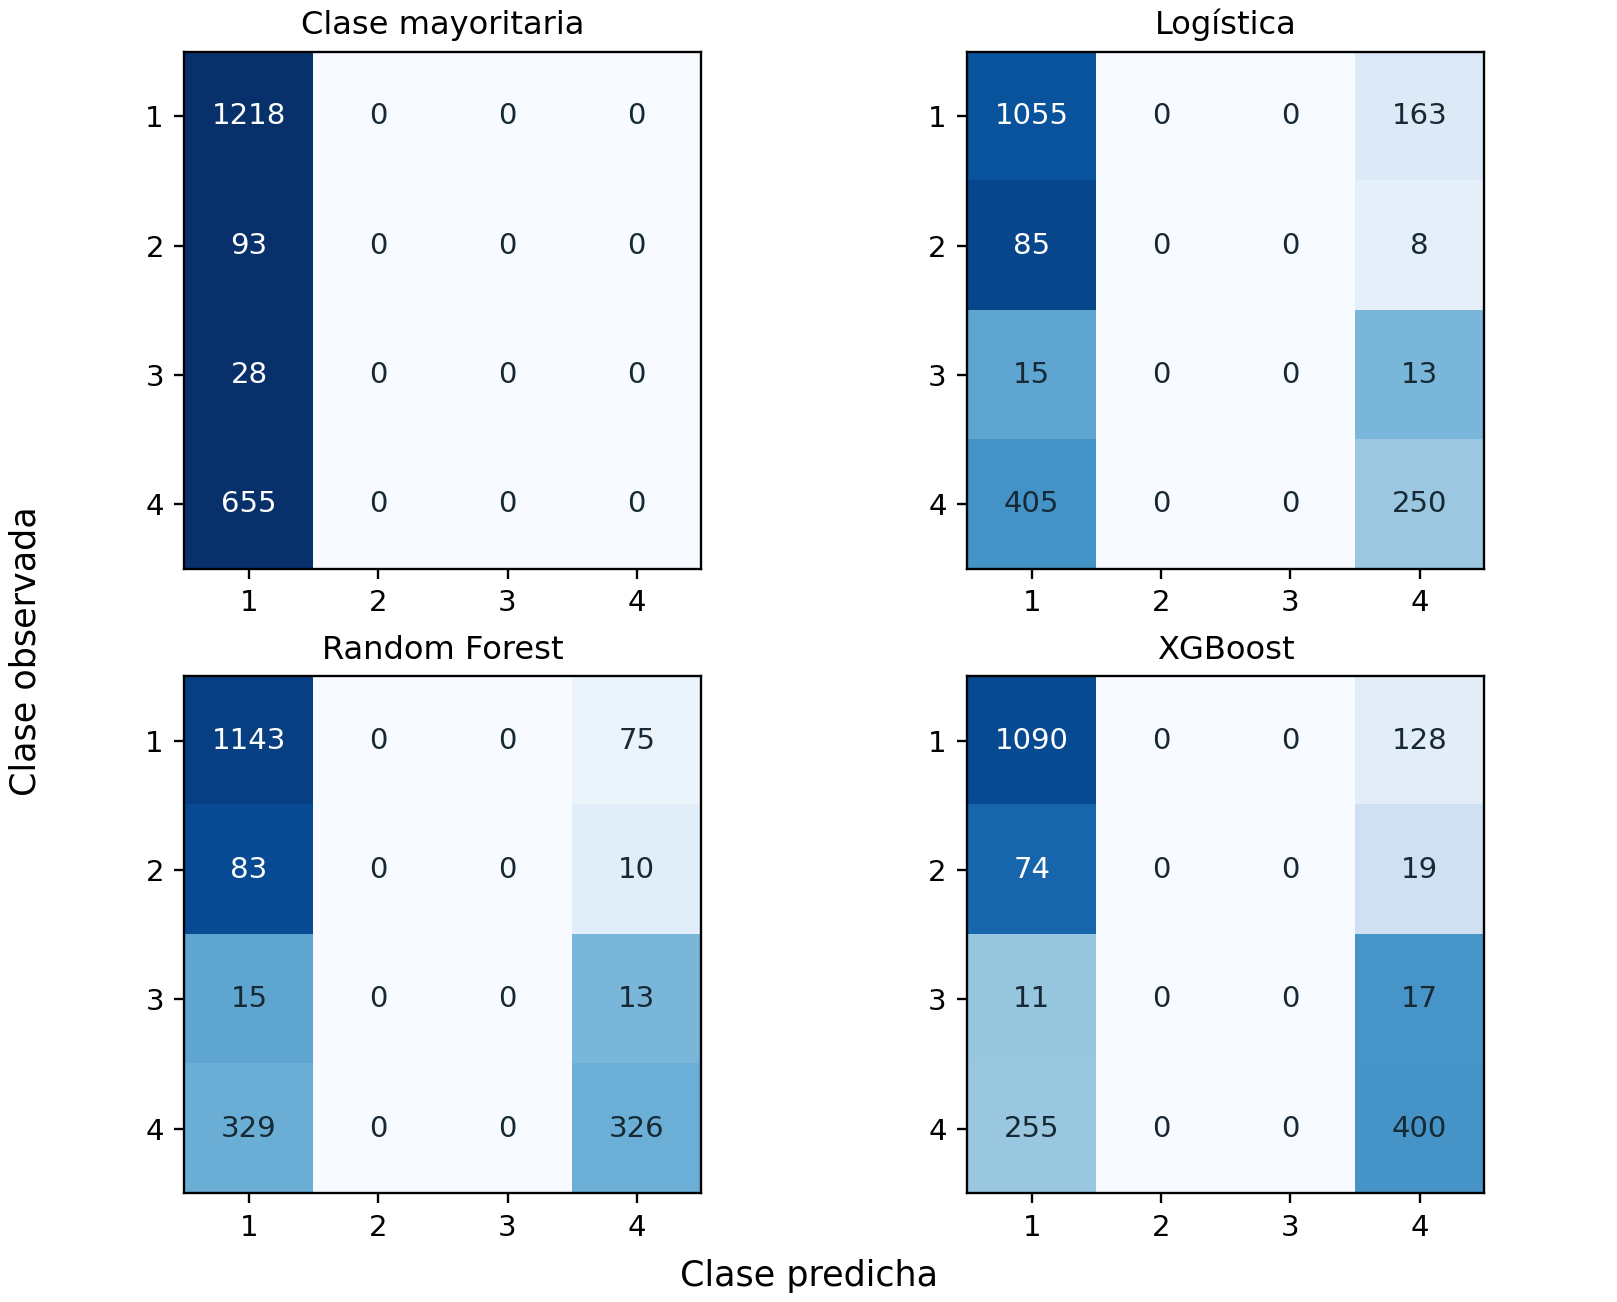 Clase mayoritaria
1 1218 0 0 0
2 93 0 0 0
3 28 0 0 0
4 655 0 0 0
1 2 3 4
Logística
1 1055 0 0 163
2 85 0 0 8
3 15 0 0 13
4 405 0 0 250
1 2 3 4
Clase observada
Random Forest
1 1143 0 0 75
2 83 0 0 10
3 15 0 0 13
4 329 0 0 326
1 2 3 4
XGBoost
1 1090 0 0 128
2 74 0 0 19
3 11 0 0 17
4 255 0 0 400
1 2 3 4
Clase predicha